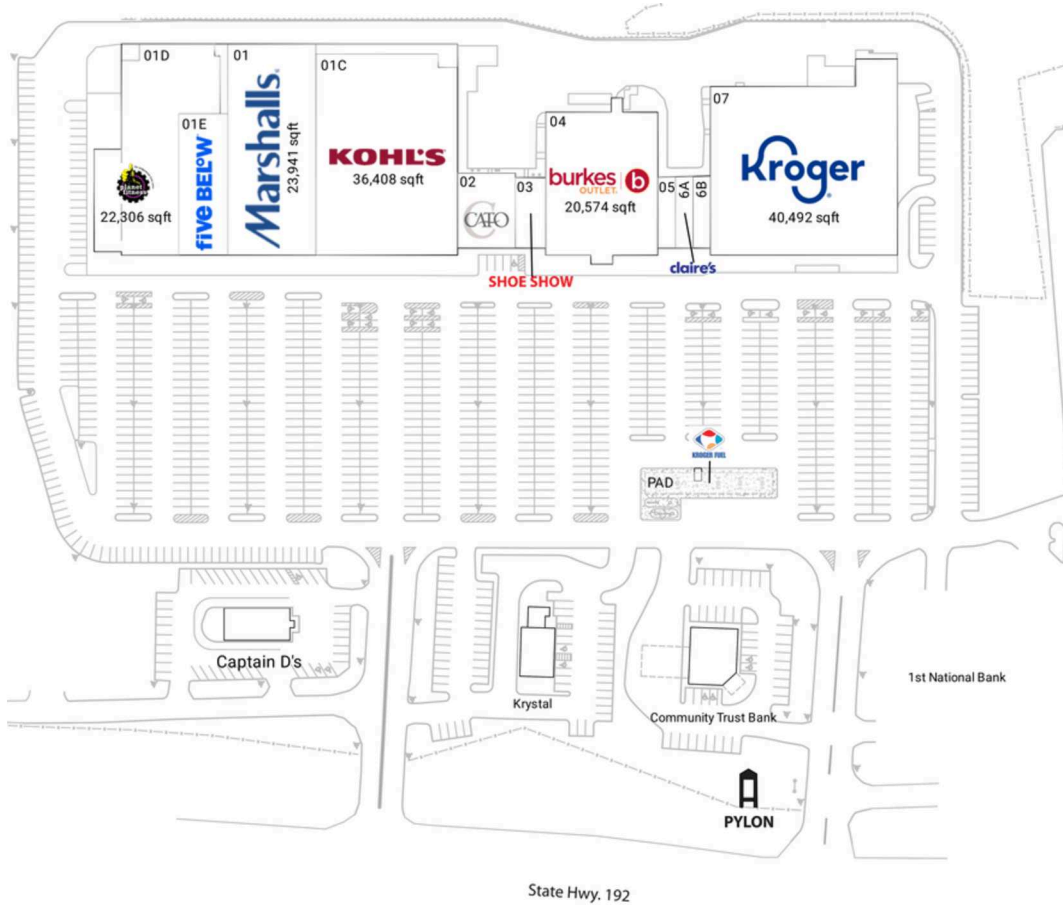 01D
01
01C
07
04
01E
Marshalls
23,941 sqft
five BELOW
planet fitness
22,306 sqft
KOHL'S
36,408 sqft
02
03
CATO
burkes
OUTLET
b
20,574 sqft
05
6A
6B
Kroger
40,492 sqft
claire's
SHOE SHOW
KROGER FUEL
PAD
Captain D's
Krystal
Community Trust Bank
1st National Bank
PYLON
State Hwy. 192